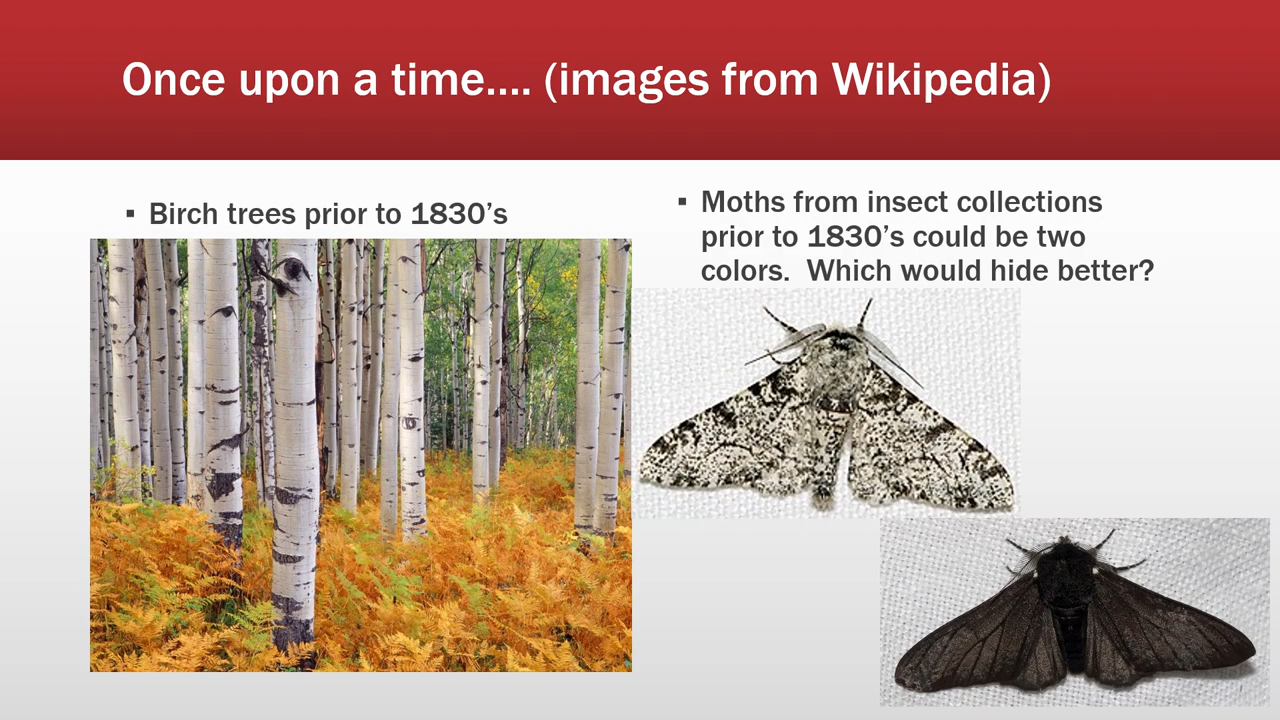 Once upon a time.... (images from Wikipedia)
▪ Birch trees prior to 1830’s
▪ Moths from insect collections
prior to 1830’s could be two
colors.  Which would hide better?